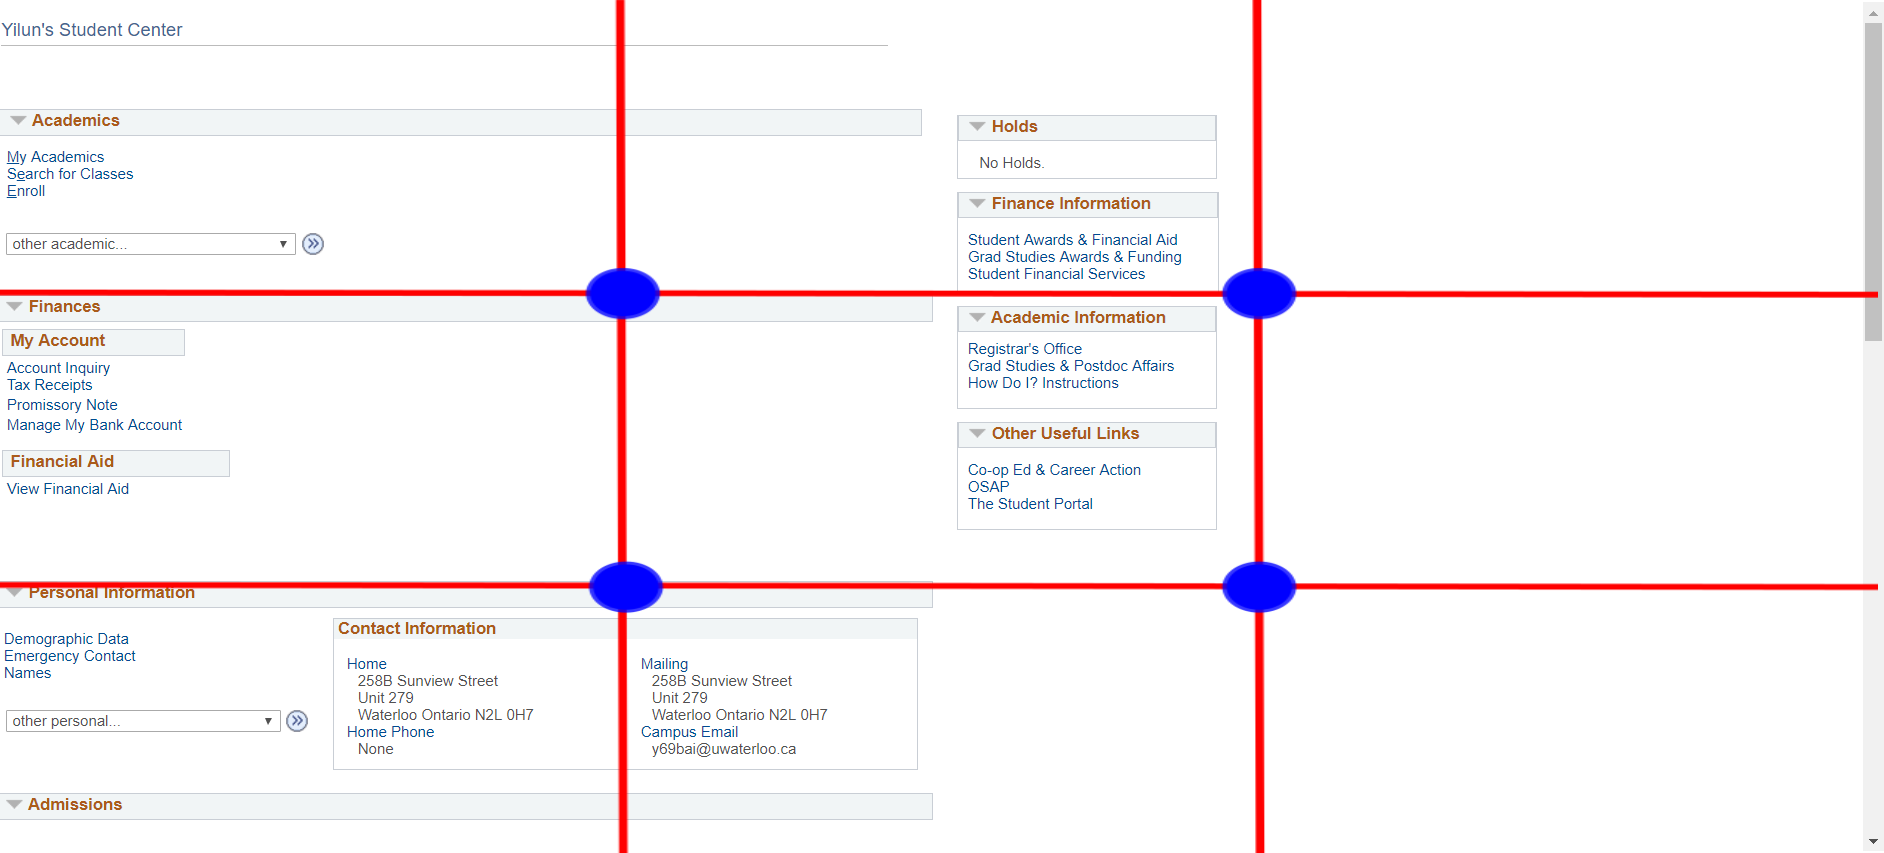 Yilun's Student Center
Academics
My Academics
Search for Classes
Enroll
other academic...
Finances
My Account
Account Inquiry
Tax Receipts
Promissory Note
Manage My Bank Account
Financial Aid
View Financial Aid
Personal Information
Demographic Data
Emergency Contact
Names
other personal...
Contact Information
Home
258B Sunview Street
Unit 279
Waterloo Ontario N2L 0H7
Home Phone
None
Mailing
258B Sunview Street
Unit 279
Waterloo Ontario N2L 0H7
Campus Email
y69bai@uwaterloo.ca
Admissions
Holds
No Holds.
Finance Information
Student Awards & Financial Aid
Grad Studies Awards & Funding
Student Financial Services
Academic Information
Registrar's Office
Grad Studies & Postdoc Affairs
How Do I? Instructions
Other Useful Links
Co-op Ed & Career Action
OSAP
The Student Portal